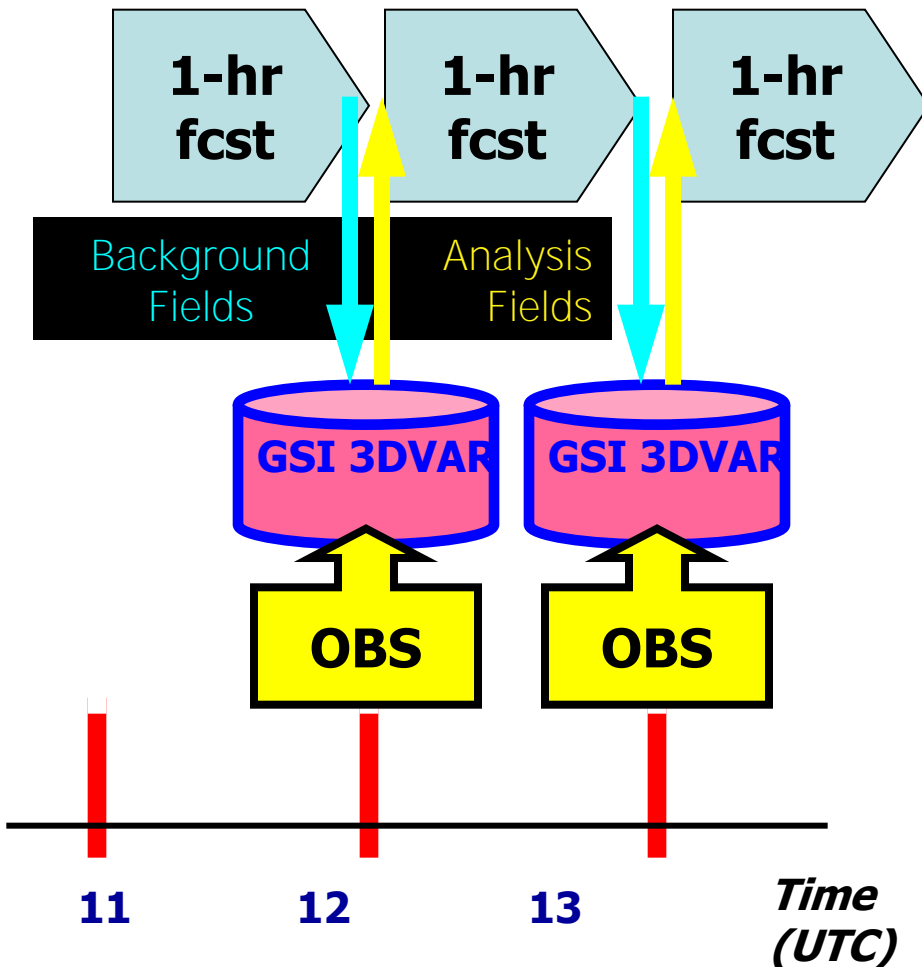 1-hr
fcst
1-hr
fcst
1-hr
fcst
Background
Fields
Analysis
Fields
GSI 3DVAR
GSI 3DVAR
OBS
OBS
11
12
13
Time
(UTC)